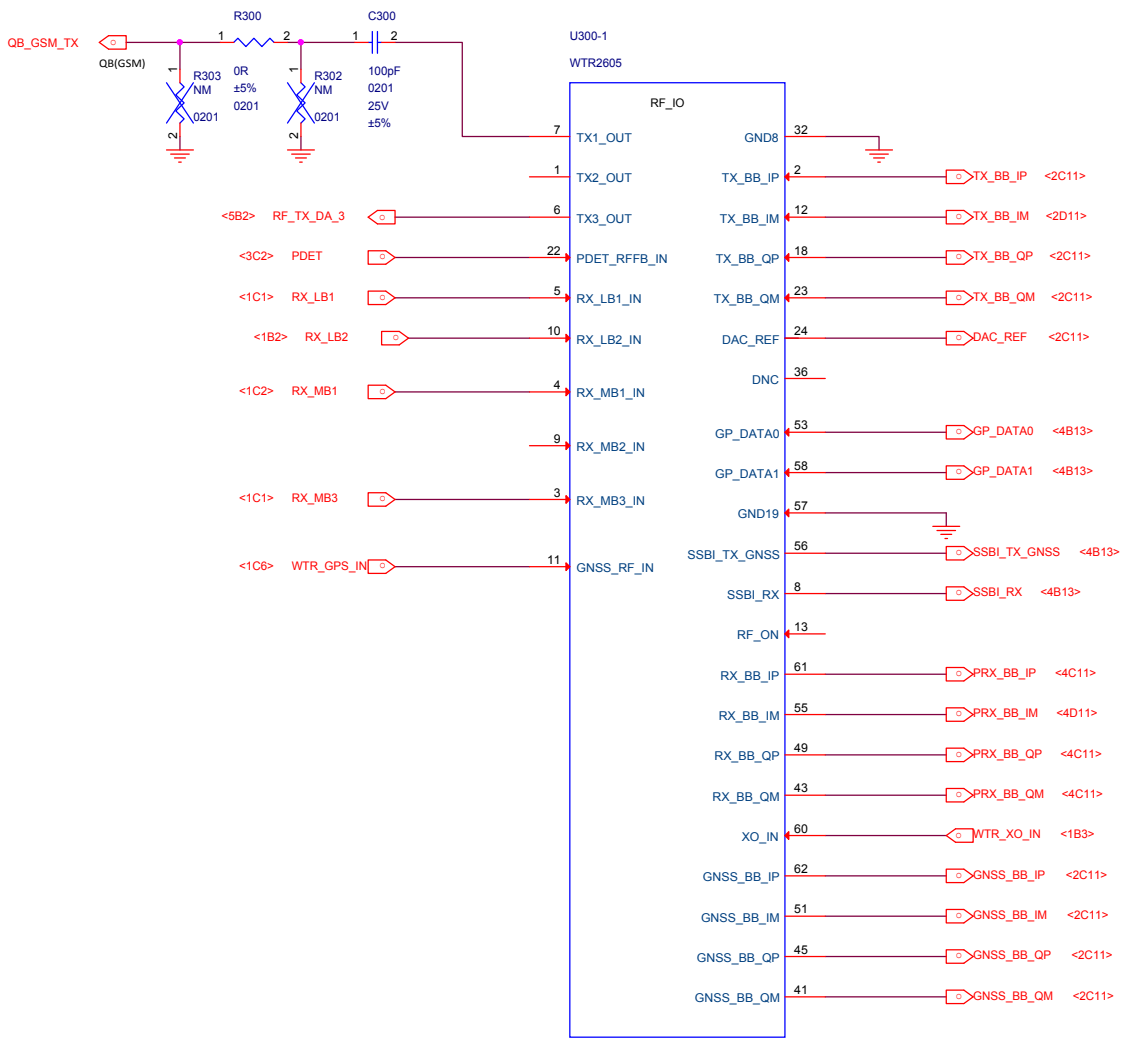 R300
C300
QB_GSM_TX
1
2
1
2
U300-1
QB(GSM)
WTR2605
1
R303
NM
0201
2
0R
±5%
0201
1
R302
NM
0201
2
100pF
0201
25V
±5%
RF_IO
7 TX1_OUT
GND8 32
1 TX2_OUT
TX_BB_IP 2 TX_BB_IP <2C11>
<5B2> RF_TX_DA_3 6 TX3_OUT
TX_BB_IM 12 TX_BB_IM <2D11>
<3C2> PDET 22 PDET_RFFB_IN
TX_BB_QP 18 TX_BB_QP <2C11>
<1C1> RX_LB1 5 RX_LB1_IN
TX_BB_QM 23 TX_BB_QM <2C11>
<1B2> RX_LB2 10 RX_LB2_IN
DAC_REF 24 DAC_REF <2C11>
DNC 36
<1C2> RX_MB1 4 RX_MB1_IN
GP_DATA0 53 GP_DATA0 <4B13>
9 RX_MB2_IN
GP_DATA1 58 GP_DATA1 <4B13>
<1C1> RX_MB3 3 RX_MB3_IN
GND19 57
SSBI_TX_GNSS 56 SSBI_TX_GNSS <4B13>
<1C6> WTR_GPS_IN 11 GNSS_RF_IN
SSBI_RX 8 SSBI_RX <4B13>
RF_ON 13
RX_BB_IP 61 PRX_BB_IP <4C11>
RX_BB_IM 55 PRX_BB_IM <4D11>
RX_BB_QP 49 PRX_BB_QP <4C11>
RX_BB_QM 43 PRX_BB_QM <4C11>
XO_IN 60 WTR_XO_IN <1B3>
GNSS_BB_IP 62 GNSS_BB_IP <2C11>
GNSS_BB_IM 51 GNSS_BB_IM <2C11>
GNSS_BB_QP 45 GNSS_BB_QP <2C11>
GNSS_BB_QM 41 GNSS_BB_QM <2C11>